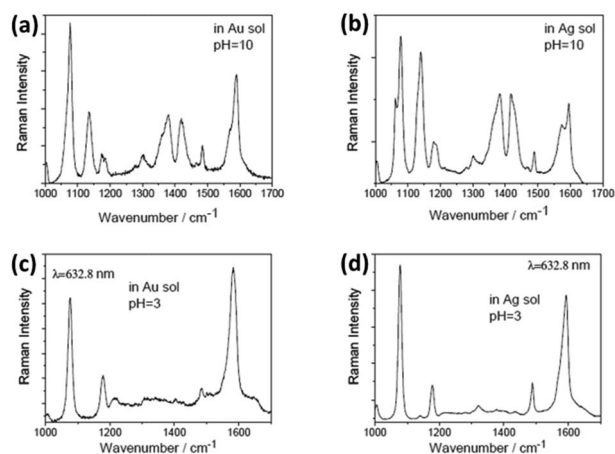 (a)
in Au sol
pH=10
Raman Intensity
1000 1100 1200 1300 1400 1500 1600 1700
Wavenumber / cm-1
(b)
in Ag sol
pH=10
Raman Intensity
1000 1100 1200 1300 1400 1500 1600 1700
Wavenumber / cm-1
(c)
λ=632.8 nm
in Au sol
pH=3
Raman Intensity
1000 1200 1400 1600
Wavenumber / cm-1
(d)
λ=632.8 nm
in Ag sol
pH=3
Raman Intensity
1000 1200 1400 1600
Wavenumber / cm-1